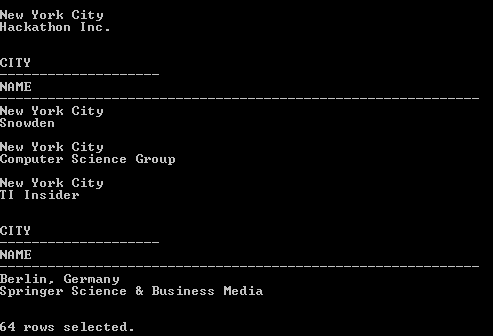 New York City
Hackathon Inc.
CITY
--------------------
NAME
------------------------------------------------------------
New York City
Snowden
New York City
Computer Science Group
New York City
TI Insider
CITY
--------------------
NAME
------------------------------------------------------------
Berlin, Germany
Springer Science & Business Media
64 rows selected.